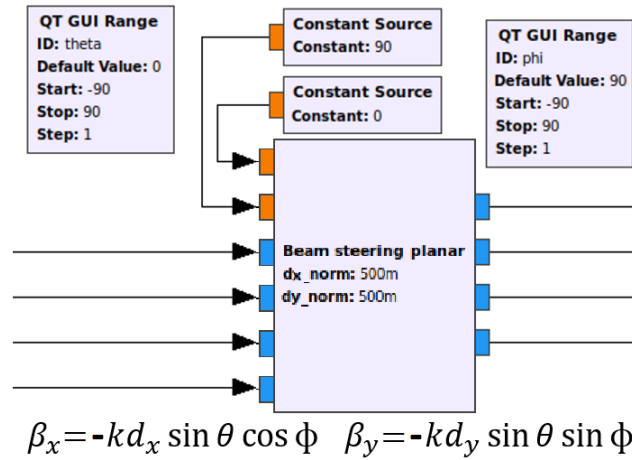 QT GUI Range
ID: theta
Default Value: 0
Start: -90
Stop: 90
Step: 1
Constant Source
Constant: 90
Constant Source
Constant: 0
QT GUI Range
ID: phi
Default Value: 90
Start: -90
Stop: 90
Step: 1
Beam steering planar
dx_norm: 500m
dy_norm: 500m
βₓ=-kdₓ sin θ cos ϕ βᵧ=-kdᵧ sin θ sin ϕ